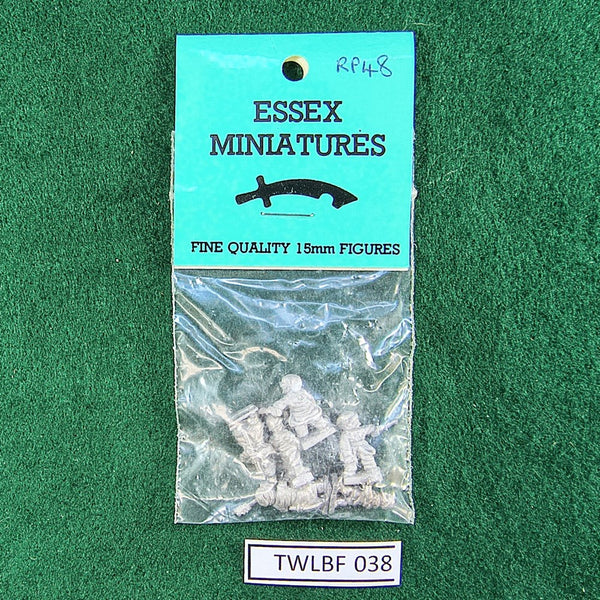 RP48
ESSEX
MINIATURES
FINE QUALITY 15mm FIGURES
TWLBF 038